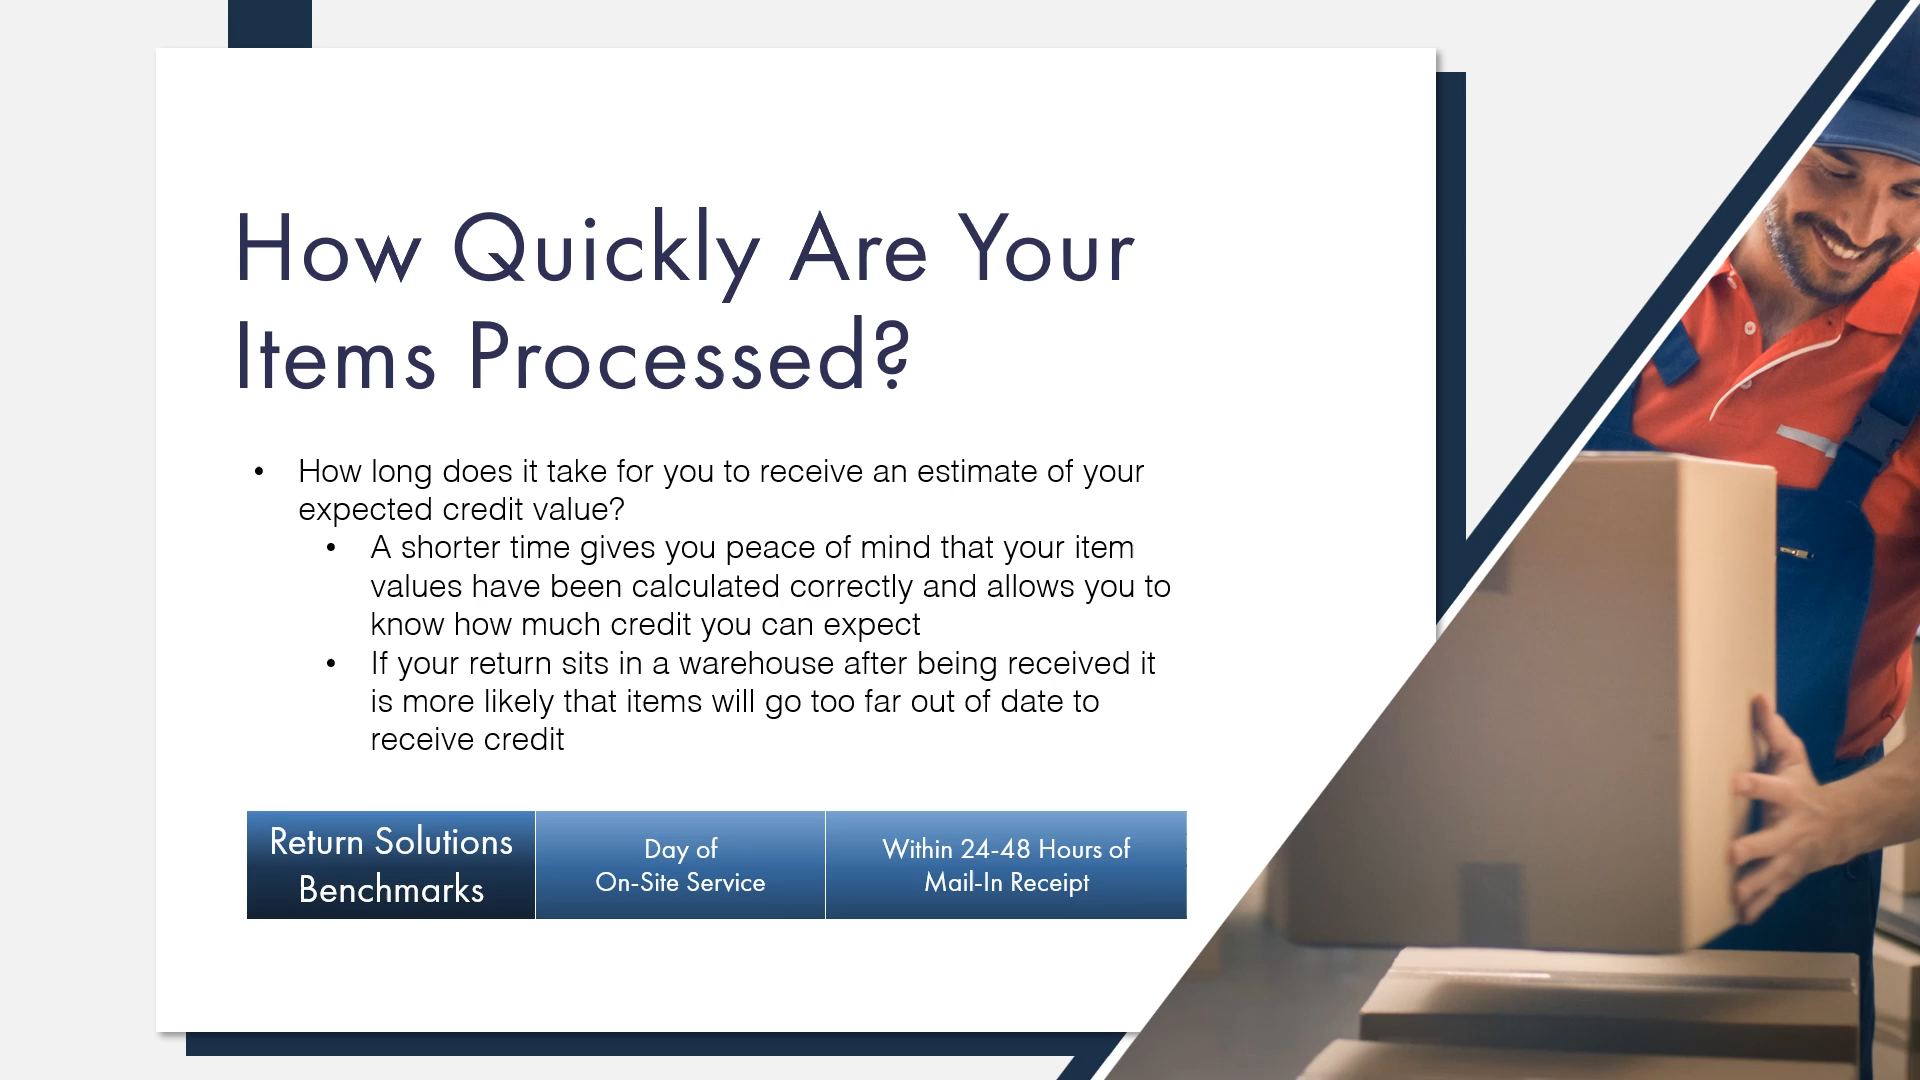 How Quickly Are Your
Items Processed?
• How long does it take for you to receive an estimate of your
expected credit value?
• A shorter time gives you peace of mind that your item
values have been calculated correctly and allows you to
know how much credit you can expect
• If your return sits in a warehouse after being received it
is more likely that items will go too far out of date to
receive credit
Return Solutions
Benchmarks
Day of
On-Site Service
Within 24-48 Hours of
Mail-In Receipt